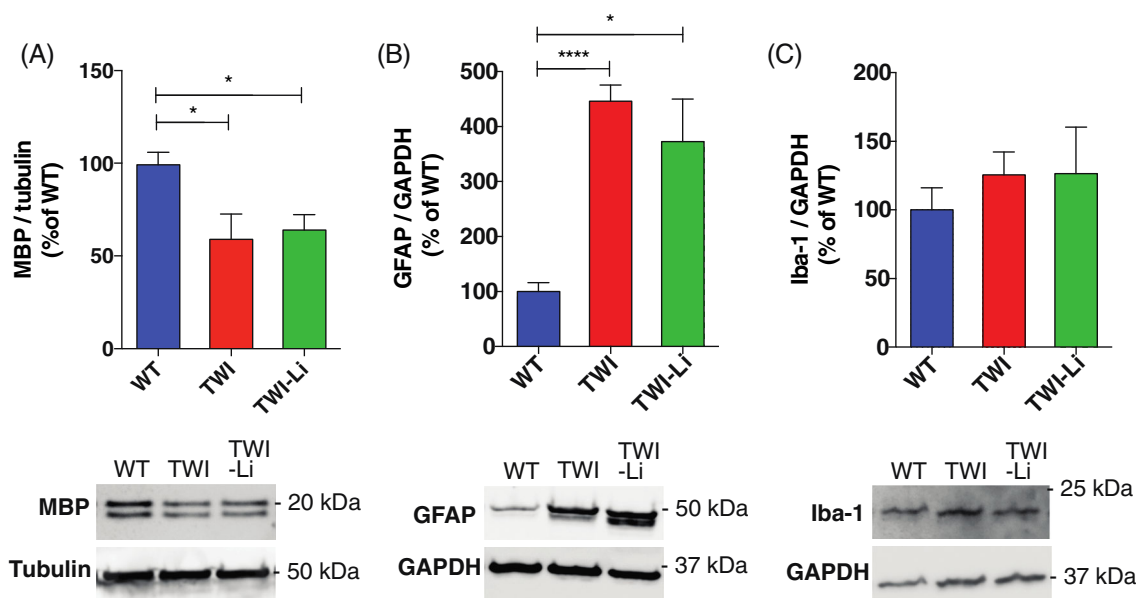 (A)
MBP / tubulin
(%of WT)
150
100
50
0
*
*
WT
TWI
TWI-Li
(B)
GFAP / GAPDH
(% of WT)
500
400
300
200
100
0
*
****
WT
TWI
TWI-Li
(C)
Iba-1 / GAPDH
(% of WT)
200
150
100
50
0
WT
TWI
TWI-Li
WT TWI TWI
-Li
MBP - 20 kDa
Tubulin - 50 kDa
WT TWI TWI
-Li
GFAP - 50 kDa
GAPDH - 37 kDa
WT TWI TWI
-Li
- 25 kDa
Iba-1
GAPDH - 37 kDa